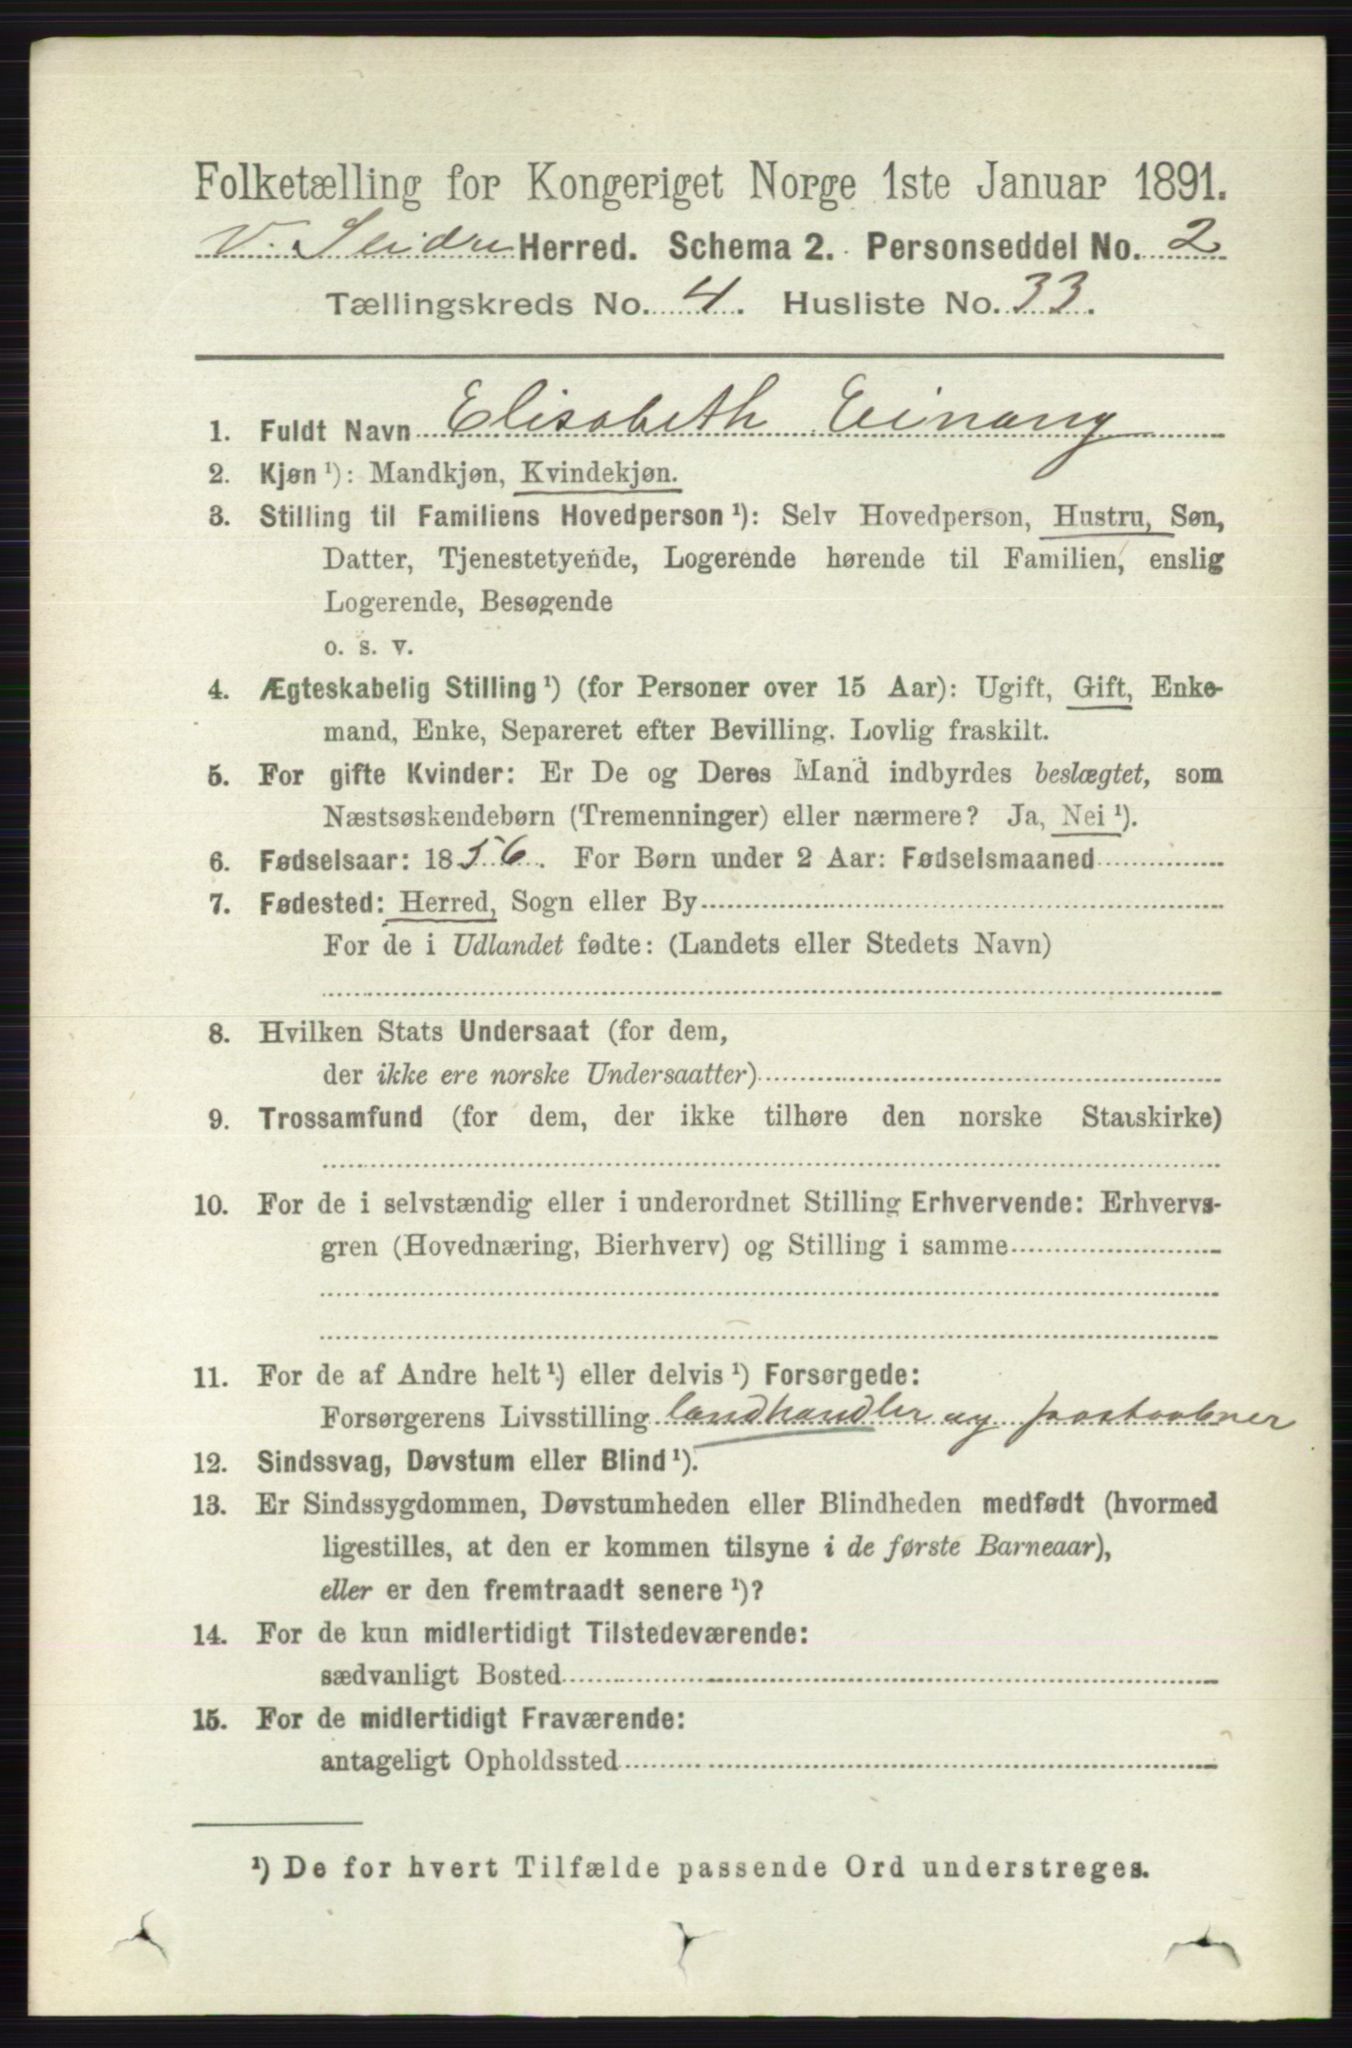 Folketælling for Kongeriget Norge 1ste Januar 1891.
V. Slidre Herred. Schema 2. Personseddel No. 2
Tællingskreds No. 4. Husliste No. 33.
1. Fuldt Navn Elisabeth Einang
2. Kjøn ¹): Mandkjøn, Kvindekjøn.
3. Stilling til Familiens Hovedperson ¹): Selv Hovedperson, Hustru, Søn,
Datter, Tjenestetyende, Logerende hørende til Familien, enslig
Logerende, Besøgende
o. s. v.
4. Ægteskabelig Stilling ¹) (for Personer over 15 Aar): Ugift, Gift, Enke-
mand, Enke, Separeret efter Bevilling. Lovlig fraskilt.
5. For gifte Kvinder: Er De og Deres Mand indbyrdes beslægtet, som
Næstsøskendebørn (Tremenninger) eller nærmere? Ja, Nei ¹).
6. Fødselsaar: 1856. For Børn under 2 Aar: Fødselsmaaned
7. Fødested: Herred, Sogn eller By
For de i Udlandet fødte: (Landets eller Stedets Navn)
8. Hvilken Stats Undersaat (for dem,
der ikke ere norske Undersaatter)
9. Trossamfund (for dem, der ikke tilhøre den norske Statskirke)
10. For de i selvstændig eller i underordnet Stilling Erhvervende: Erhvervs-
gren (Hovednæring, Bierhverv) og Stilling i samme
11. For de af Andre helt ¹) eller delvis ¹) Forsørgede:
Forsørgerens Livsstilling landhandler og postaabner
12. Sindssvag, Døvstum eller Blind ¹).
13. Er Sindssygdommen, Døvstumheden eller Blindheden medfødt (hvormed
ligestilles, at den er kommen tilsyne i de første Barneaar),
eller er den fremtraadt senere ¹)?
14. For de kun midlertidigt Tilstedeværende:
sædvanligt Bosted
15. For de midlertidigt Fraværende:
antageligt Opholdssted
¹) De for hvert Tilfælde passende Ord understreges.